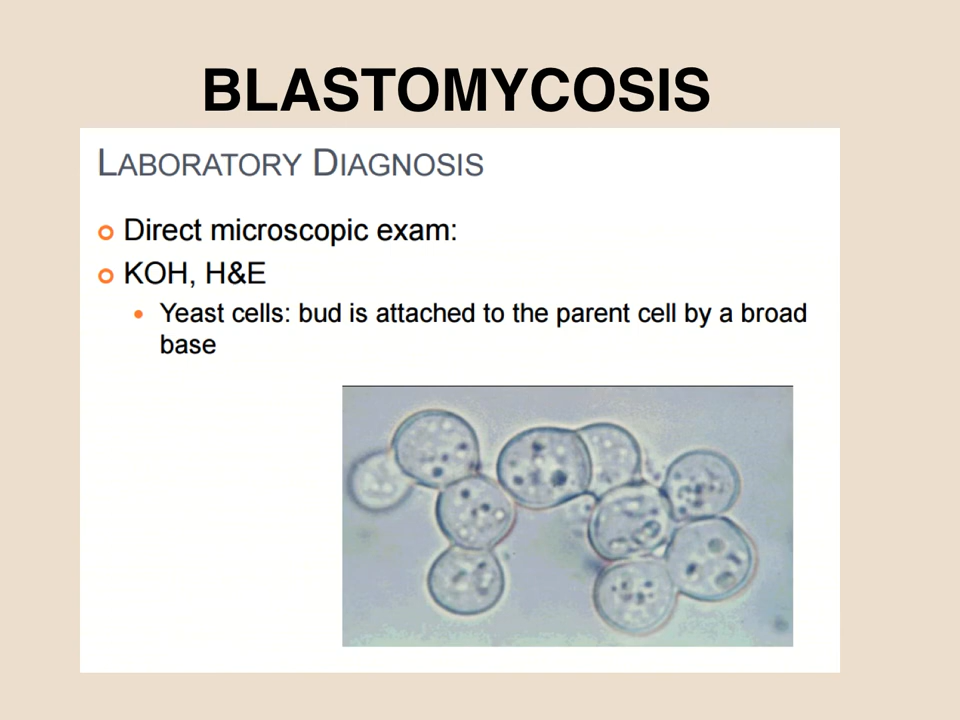 BLASTOMYCOSIS
LABORATORY DIAGNOSIS
Direct microscopic exam:
KOH, H&E
Yeast cells: bud is attached to the parent cell by a broad
base